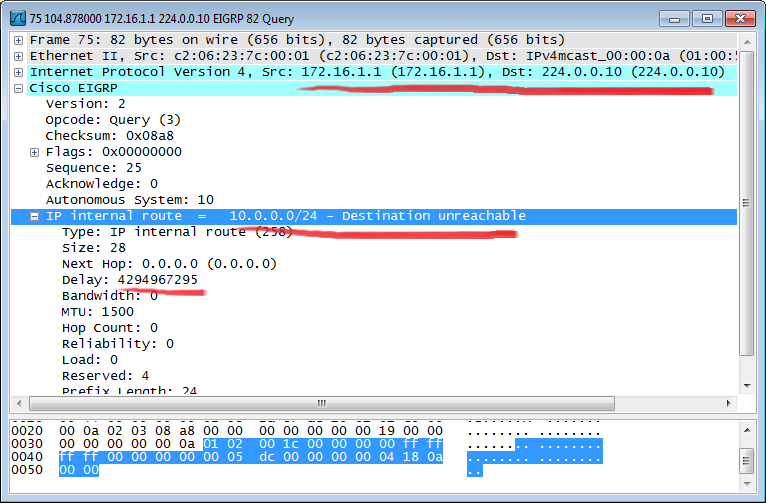 75 104.878000 172.16.1.1 224.0.0.10 EIGRP 82 Query
Frame 75: 82 bytes on wire (656 bits), 82 bytes captured (656 bits)
Ethernet II, Src: c2:06:23:7c:00:01 (c2:06:23:7c:00:01), Dst: IPv4mcast_00:00:0a (01:00:5
Internet Protocol Version 4, Src: 172.16.1.1 (172.16.1.1), Dst: 224.0.0.10 (224.0.0.10)
Cisco EIGRP
Version: 2
Opcode: Query (3)
Checksum: 0x08a8
Flags: 0x00000000
Sequence: 25
Acknowledge: 0
Autonomous System: 10
IP internal route  =   10.0.0.0/24 - Destination unreachable
Type: IP internal route (258)
Size: 28
Next Hop: 0.0.0.0 (0.0.0.0)
Delay: 4294967295
Bandwidth: 0
MTU: 1500
Hop Count: 0
Reliability: 0
Load: 0
Reserved: 4
Prefix Length: 24
0020  00 0a 02 03 08 a8 00 00  00 00 00 00 00 19 00 00   ........ ........
0030  00 00 00 00 00 0a 01 02  00 1c 00 00 00 00 ff ff   ........ ........
0040  ff ff 00 00 00 00 05 dc  00 00 00 00 04 18 0a   ........ ........
0050  00 00   ..